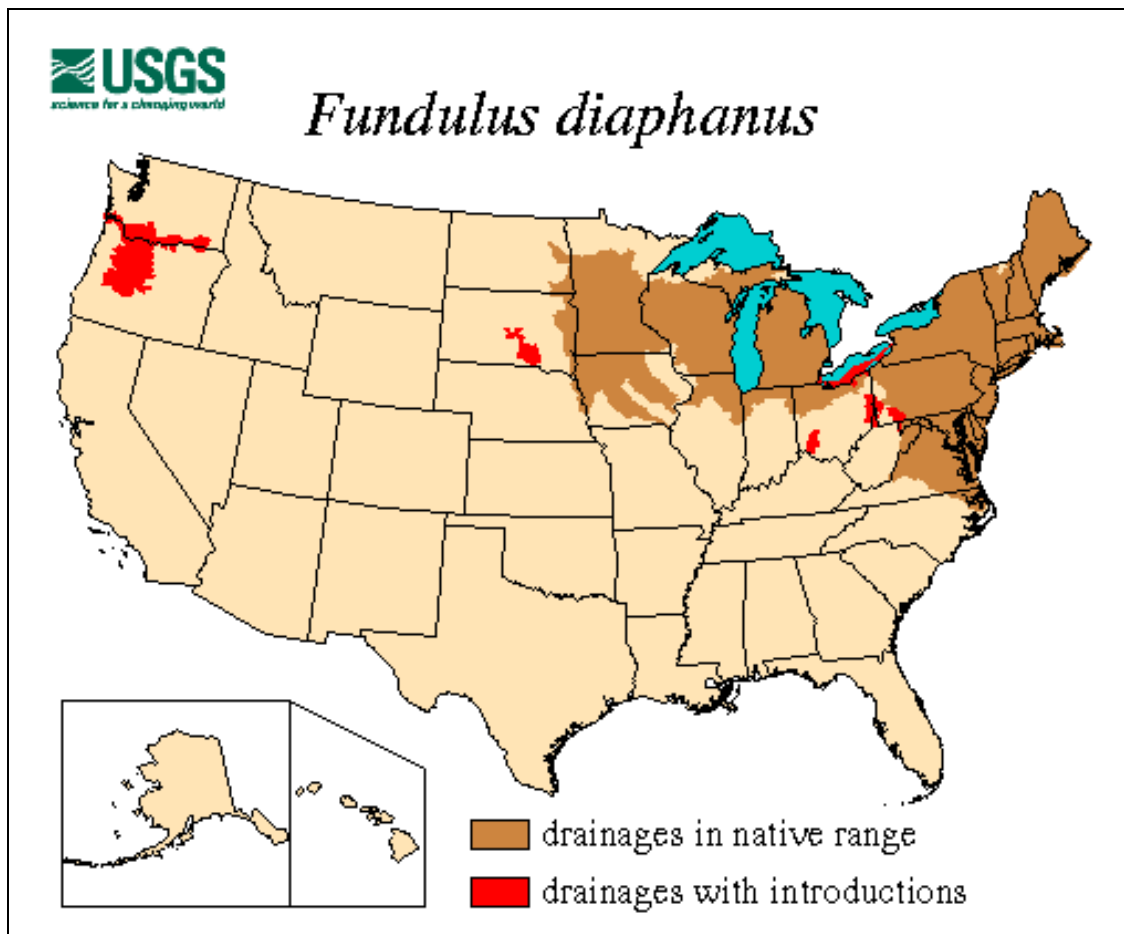 USGS
science for a changing world
Fundulus diaphanus
drainages in native range
drainages with introductions